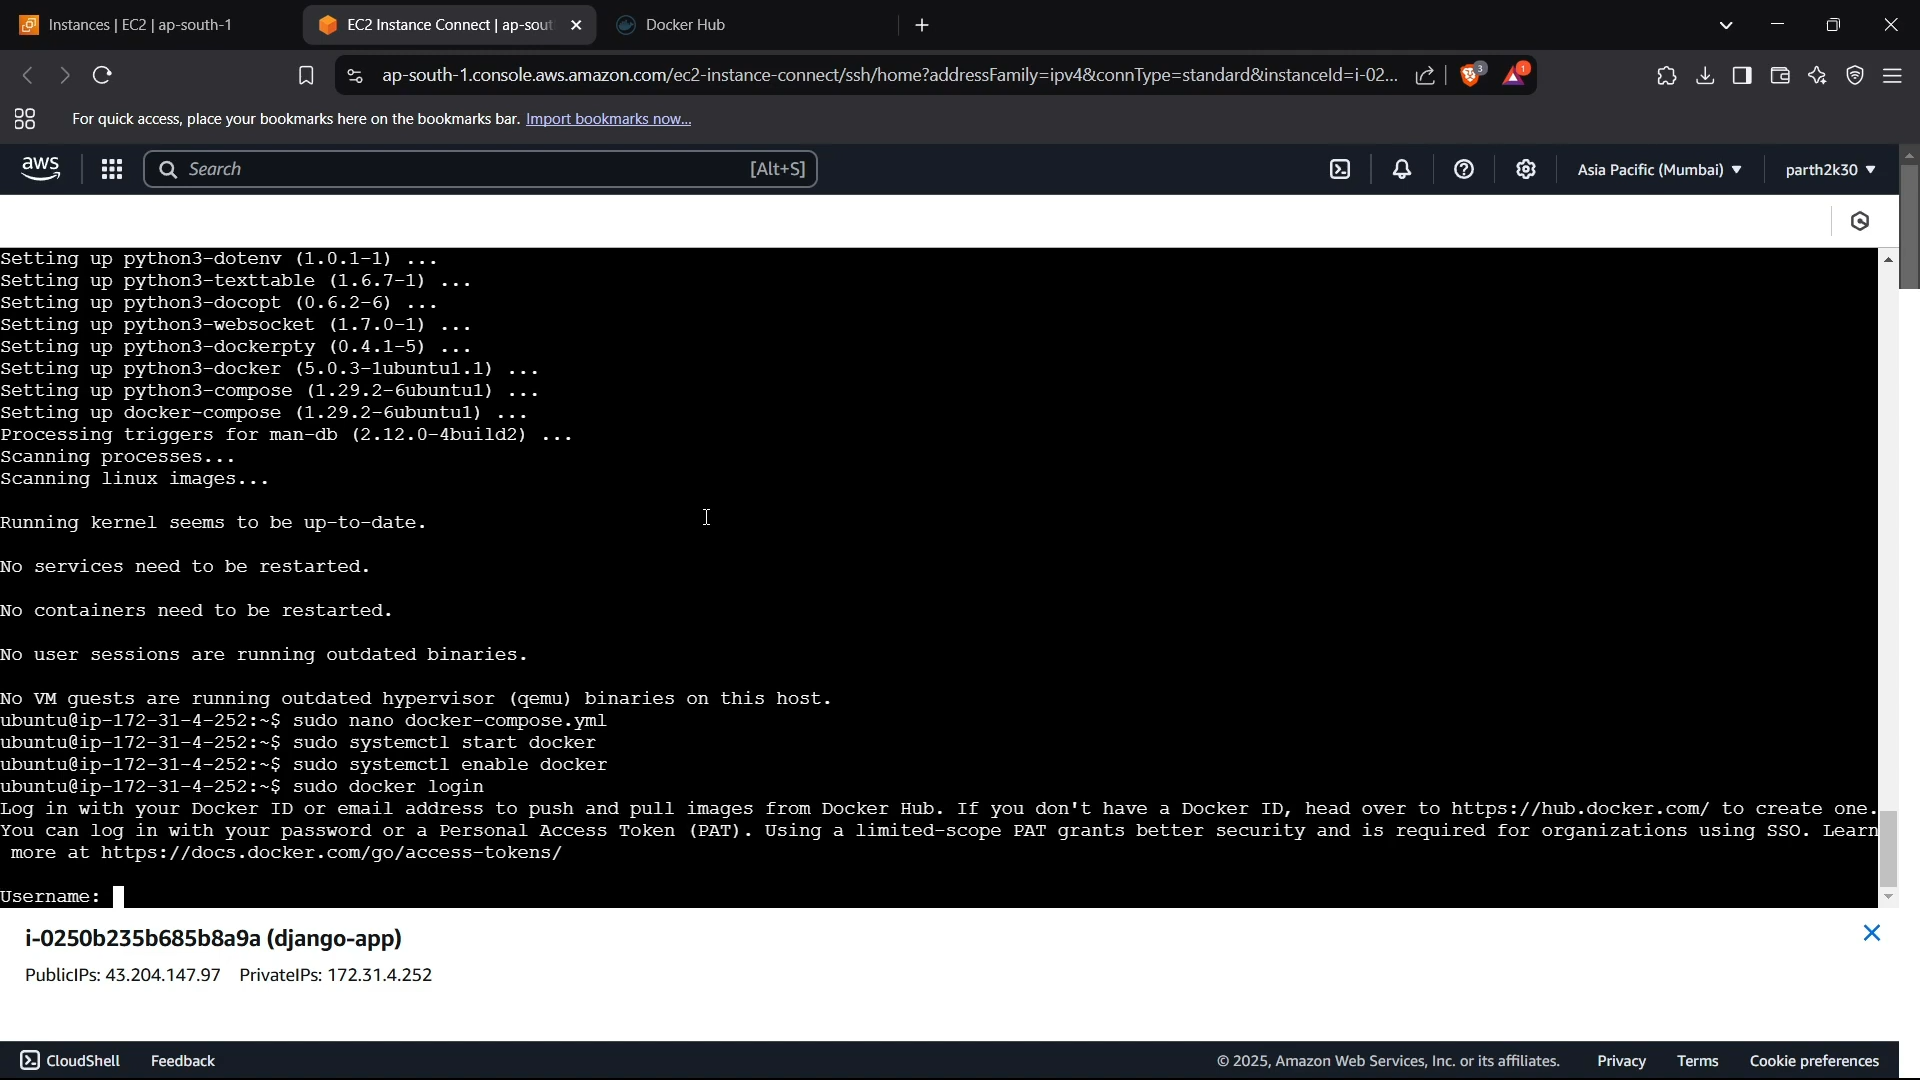 Instances | EC2 | ap-south-1
EC2 Instance Connect | ap-sout
Docker Hub
ap-south-1.console.aws.amazon.com/ec2-instance-connect/ssh/home?addressFamily=ipv4&connType=standard&instanceId=i-02...
3
1
For quick access, place your bookmarks here on the bookmarks bar. Import bookmarks now...
aws
Search
[Alt+S]
Asia Pacific (Mumbai)
parth2k30
Setting up python3-dotenv (1.0.1-1) ...
Setting up python3-texttable (1.6.7-1) ...
Setting up python3-docopt (0.6.2-6) ...
Setting up python3-websocket (1.7.0-1) ...
Setting up python3-dockerpty (0.4.1-5) ...
Setting up python3-docker (5.0.3-1ubuntu1.1) ...
Setting up python3-compose (1.29.2-6ubuntu1) ...
Setting up docker-compose (1.29.2-6ubuntu1) ...
Processing triggers for man-db (2.12.0-4build2) ...
Scanning processes...
Scanning linux images...
Running kernel seems to be up-to-date.
No services need to be restarted.
No containers need to be restarted.
No user sessions are running outdated binaries.
No VM guests are running outdated hypervisor (qemu) binaries on this host.
ubuntu@ip-172-31-4-252:~$ sudo nano docker-compose.yml
ubuntu@ip-172-31-4-252:~$ sudo systemctl start docker
ubuntu@ip-172-31-4-252:~$ sudo systemctl enable docker
ubuntu@ip-172-31-4-252:~$ sudo docker login
Log in with your Docker ID or email address to push and pull images from Docker Hub. If you don't have a Docker ID, head over to https://hub.docker.com/ to create one.
You can log in with your password or a Personal Access Token (PAT). Using a limited-scope PAT grants better security and is required for organizations using SSO. Learn
more at https://docs.docker.com/go/access-tokens/
Username:
i-0250b235b685b8a9a (django-app)
PublicIPs: 43.204.147.97 PrivateIPs: 172.31.4.252
CloudShell
Feedback
© 2025, Amazon Web Services, Inc. or its affiliates.
Privacy
Terms
Cookie preferences